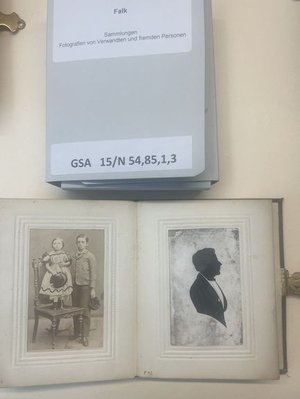 Falk
Sammlungen
Fotografien von Verwandten und fremden Personen
GSA 15/N 54,85,1,3